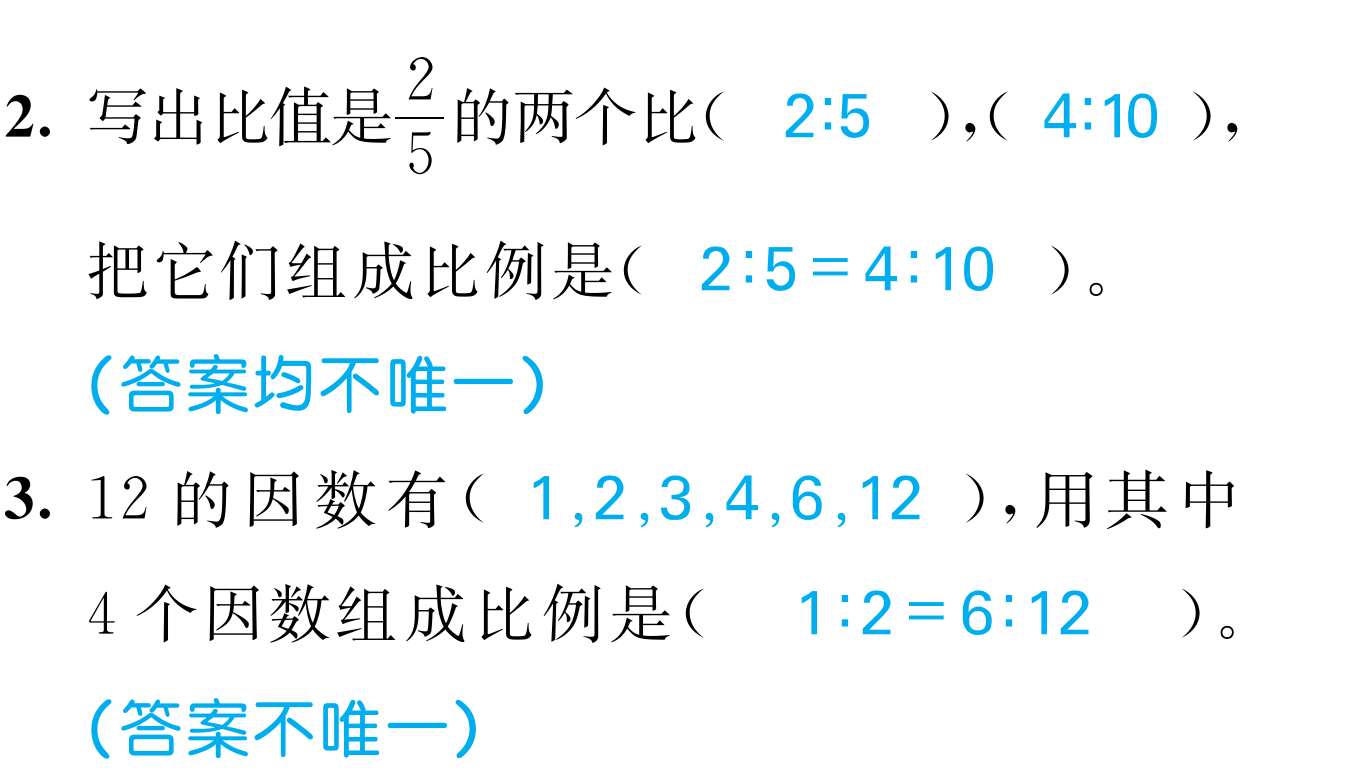 2. 写出比值是2/5的两个比( 2:5 ),( 4:10 ),
把它们组成比例是( 2:5=4:10 )。
(答案均不唯一)
3. 12的因数有( 1,2,3,4,6,12 ),用其中
4个因数组成比例是( 1:2=6:12 )。
(答案不唯一)